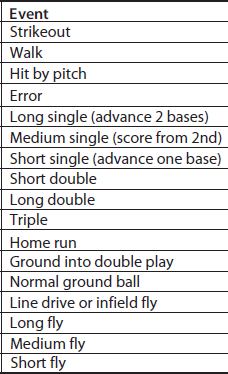 Event
Strikeout
Walk
Hit by pitch
Error
Long single (advance 2 bases)
Medium single (score from 2nd)
Short single (advance one base)
Short double
Long double
Triple
Home run
Ground into double play
Normal ground ball
Line drive or infield fly
Long fly
Medium fly
Short fly